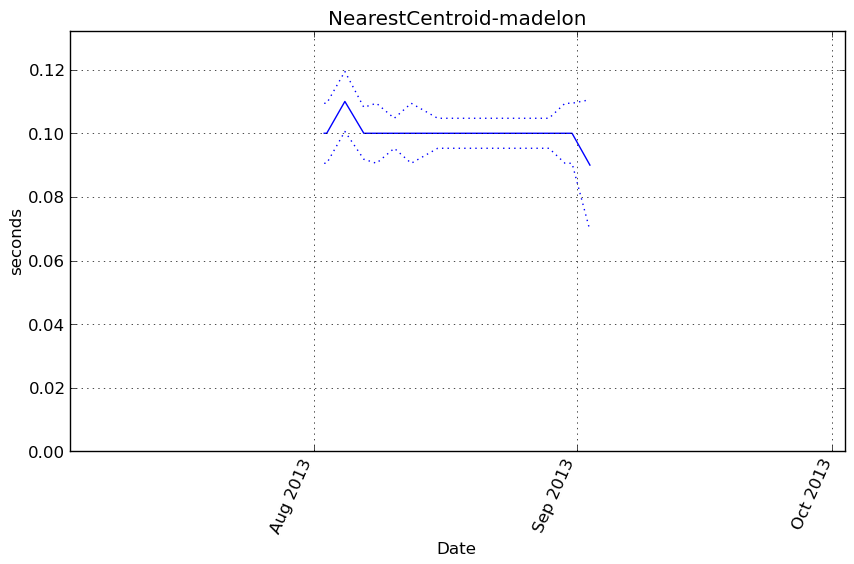 NearestCentroid-madelon
0.12
0.10
0.08
0.06
0.04
0.02
0.00
seconds
Aug 2013
Sep 2013
Oct 2013
Date